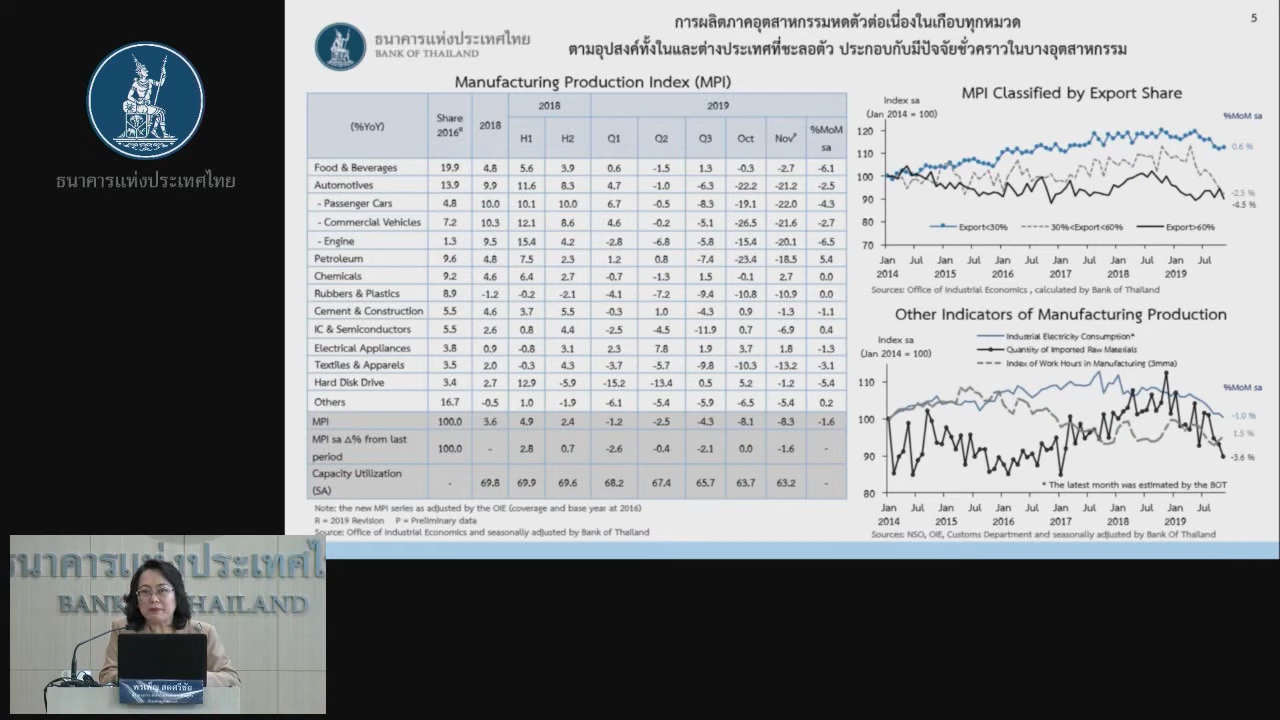 ธนาคารแห่งประเทศไทย
ธนาคารแห่งประเทศไทย
BANK OF THAILAND
การผลิตภาคอุตสาหกรรมหดตัวต่อเนื่องในเกือบทุกหมวด
ตามอุปสงค์ทั้งในและต่างประเทศที่ชะลอตัว ประกอบกับมีปัจจัยชั่วคราวในบางอุตสาหกรรม
5
Manufacturing Production Index (MPI)
(%YoY) Share 2016ᴿ 2018 2018 2019
H1 H2 Q1 Q2 Q3 Oct Novᴾ %MoM sa
Food & Beverages 19.9 4.8 5.6 3.9 0.6 -1.5 1.3 -0.3 -2.7 -6.1
Automotives 13.9 9.9 11.6 8.3 4.7 -1.0 -6.3 -22.2 -21.2 -2.5
- Passenger Cars 4.8 10.0 10.1 10.0 6.7 -0.5 -8.3 -19.1 -22.0 -4.3
- Commercial Vehicles 7.2 10.3 12.1 8.6 4.6 -0.2 -5.1 -26.5 -21.6 -2.7
- Engine 1.3 9.5 15.4 4.2 -2.8 -6.8 -5.8 -15.4 -20.1 -6.5
Petroleum 9.6 4.8 7.5 2.3 1.2 0.8 -7.4 -23.4 -18.5 5.4
Chemicals 9.2 4.6 6.4 2.7 -0.7 -1.3 1.5 -0.1 2.7 0.0
Rubbers & Plastics 8.9 -1.2 -0.2 -2.1 -4.1 -7.2 -9.4 -10.8 -10.9 0.0
Cement & Construction 5.5 4.6 3.7 5.5 -0.3 1.0 -4.3 0.9 -1.3 -1.1
IC & Semiconductors 5.5 2.6 0.8 4.4 -2.5 -4.5 -11.9 0.7 -6.9 0.4
Electrical Appliances 3.8 0.9 -0.8 3.1 2.3 7.8 1.9 3.7 1.8 -1.3
Textiles & Apparels 3.5 2.0 -0.3 4.3 -3.7 -5.7 -9.8 -10.3 -13.2 -3.1
Hard Disk Drive 3.4 2.7 12.9 -5.9 -15.2 -13.4 0.5 5.2 -1.2 -5.4
Others 16.7 -0.5 1.0 -1.9 -6.1 -5.4 -5.9 -6.5 -5.4 0.2
MPI 100.0 3.6 4.9 2.4 -1.2 -2.5 -4.3 -8.1 -8.3 -1.6
MPI sa Δ% from last period 100.0 - 2.8 0.7 -2.6 -0.4 -2.1 0.0 -1.6 -
Capacity Utilization (SA) - 69.8 69.9 69.6 68.2 67.4 65.7 63.7 63.2 -
Note: the new MPI series as adjusted by the OIE (coverage and base year at 2016)
R = 2019 Revision P = Preliminary data
Source: Office of Industrial Economics and seasonally adjusted by Bank of Thailand
MPI Classified by Export Share
Index sa
(Jan 2014 = 100)
%MoM sa
120
110
100
90
80
70
0.6 %
-2.5 %
-4.5 %
Export<30% 30%<Export<60% Export>60%
Jan Jul Jan Jul Jan Jul Jan Jul Jan Jul Jan Jul
2014 2015 2016 2017 2018 2019
Sources: Office of Industrial Economics , calculated by Bank of Thailand
Other Indicators of Manufacturing Production
Index sa
(Jan 2014 = 100)
Industrial Electricity Consumption*
Quantity of Imported Raw Materials
Index of Work Hours in Manufacturing (3mma)
%MoM sa
110
100
90
80
-1.0 %
1.5 %
-3.6 %
* The latest month was estimated by the BOT
Jan Jul Jan Jul Jan Jul Jan Jul Jan Jul Jan Jul
2014 2015 2016 2017 2018 2019
Sources: NSO, OIE, Customs Department and seasonally adjusted by Bank Of Thailand
ธนาคารแห่งประเทศไ
BANK OF THAILAND
พรเพ็ญ สดศรีชัย